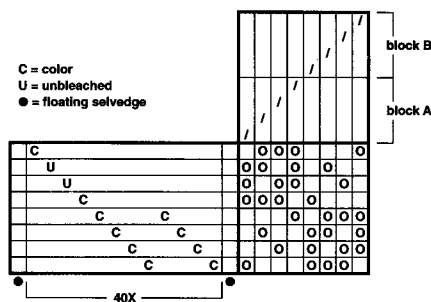 /
/ block B
/
C = color /
U = unbleached /
● = floating selvedge /
/ block A
/
C O O O O
U O O O O
U O O O O
C O O O O
C C O O O O
C C O O O O
C C O O O O
C C O O O O
40X